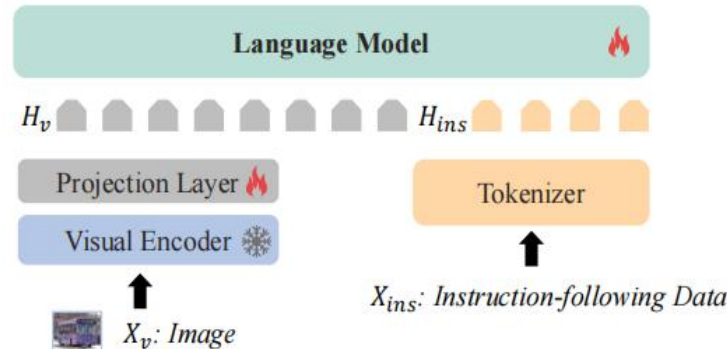 Language Model
H_v
H_ins
Projection Layer
Tokenizer
Visual Encoder
X_ins: Instruction-following Data
X_v: Image